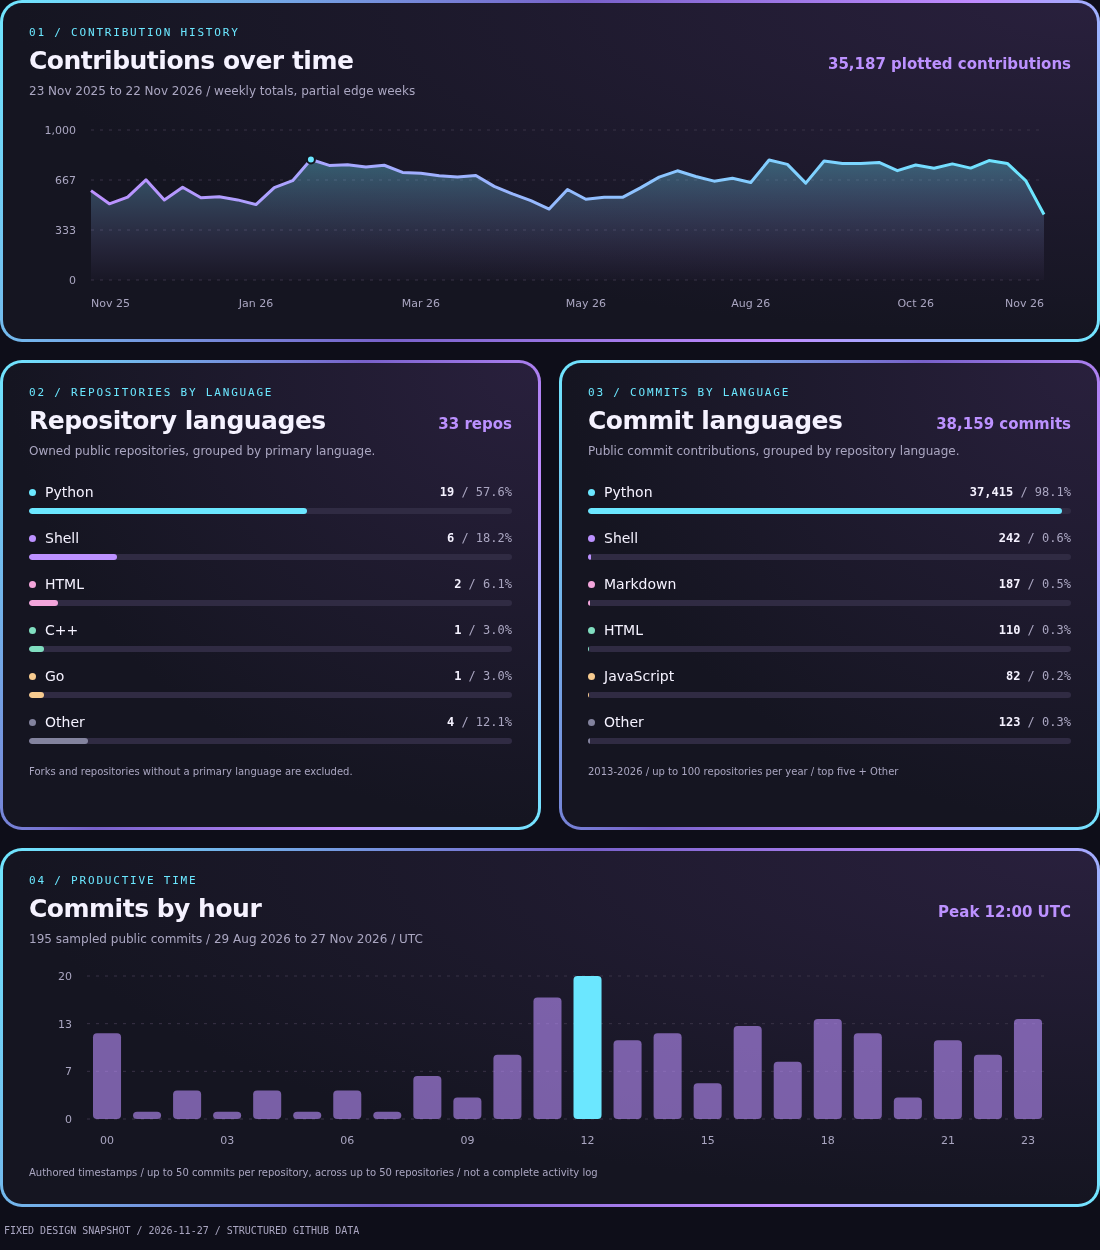 01 / CONTRIBUTION HISTORY
Contributions over time
35,187 plotted contributions
23 Nov 2025 to 22 Nov 2026 / weekly totals, partial edge weeks
1,000
667
333
0
Nov 25 Jan 26 Mar 26 May 26 Aug 26 Oct 26 Nov 26
02 / REPOSITORIES BY LANGUAGE
Repository languages
33 repos
Owned public repositories, grouped by primary language.
Python 19 / 57.6%
Shell 6 / 18.2%
HTML 2 / 6.1%
C++ 1 / 3.0%
Go 1 / 3.0%
Other 4 / 12.1%
Forks and repositories without a primary language are excluded.
03 / COMMITS BY LANGUAGE
Commit languages
38,159 commits
Public commit contributions, grouped by repository language.
Python 37,415 / 98.1%
Shell 242 / 0.6%
Markdown 187 / 0.5%
HTML 110 / 0.3%
JavaScript 82 / 0.2%
Other 123 / 0.3%
2013-2026 / up to 100 repositories per year / top five + Other
04 / PRODUCTIVE TIME
Commits by hour
Peak 12:00 UTC
195 sampled public commits / 29 Aug 2026 to 27 Nov 2026 / UTC
20
13
7
0
00 03 06 09 12 15 18 21 23
Authored timestamps / up to 50 commits per repository, across up to 50 repositories / not a complete activity log
FIXED DESIGN SNAPSHOT / 2026-11-27 / STRUCTURED GITHUB DATA